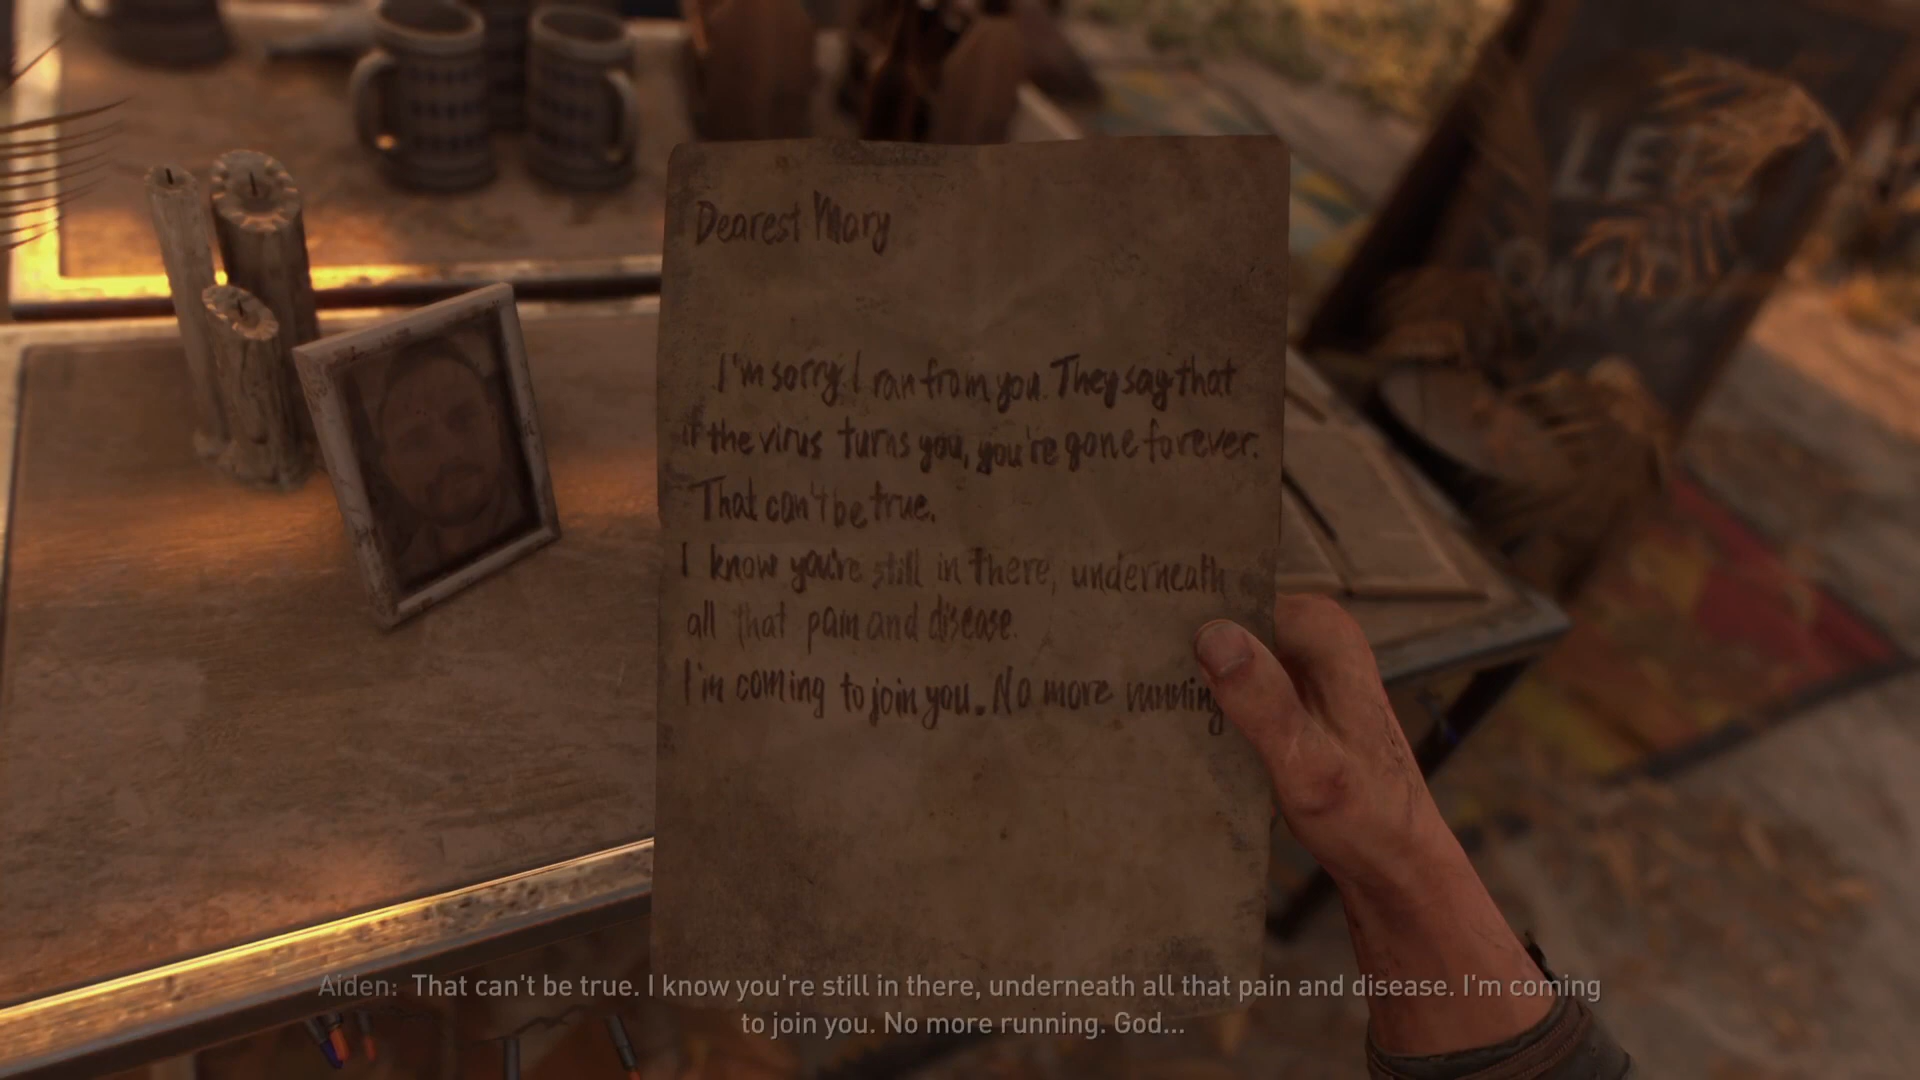 Dearest Mary
I'm sorry I ran from you. They say that
if the virus turns you, you're gone forever.
That can't be true.
I know you're still in there, underneath
all that pain and disease.
I'm coming to join you. No more running
LET
Aiden: That can't be true. I know you're still in there, underneath all that pain and disease. I'm coming
to join you. No more running. God...